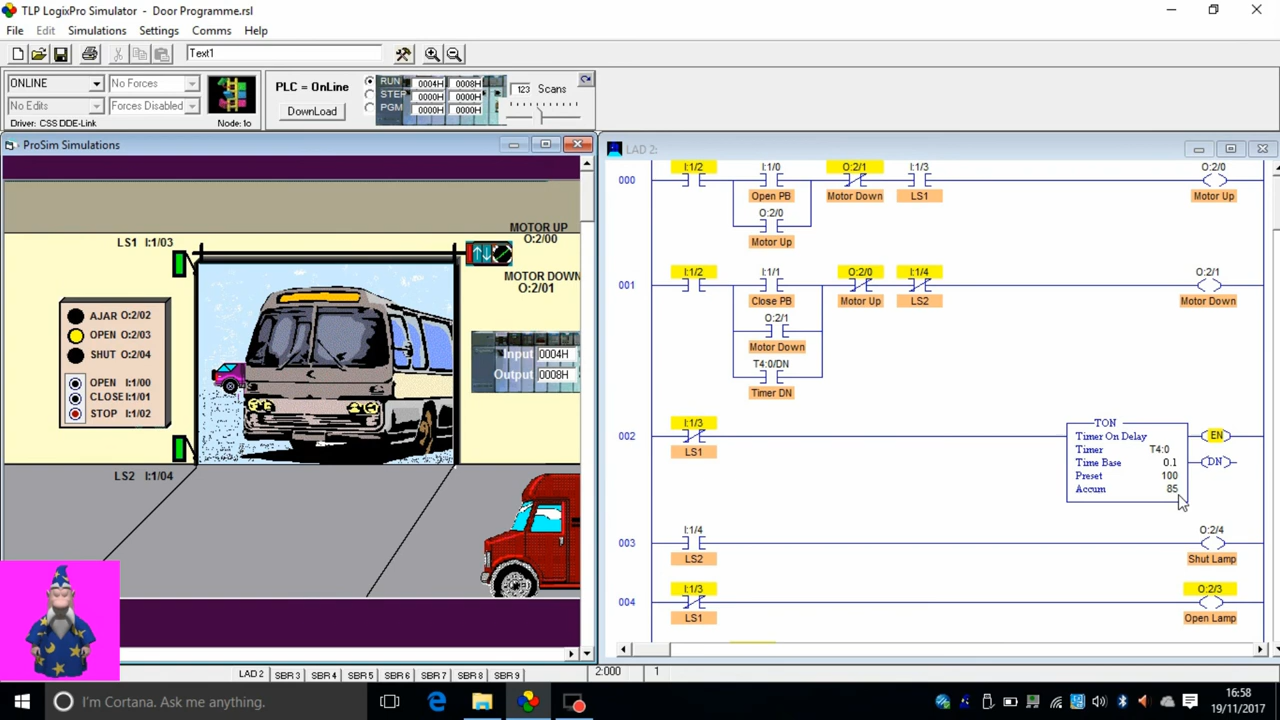 TLP LogixPro Simulator - Door Programme.rsl
File Edit Simulations Settings Comms Help
Text1
ONLINE No Forces
No Edits Forces Disabled
Driver: CSS DDE-Link Node: 1o
PLC = OnLine
DownLoad
RUN 0004H 0008H
STEP 0000H 0000H
PGM 0000H 0000H
123 Scans
ProSim Simulations
LS1 I:1/03
MOTOR UP
O:2/00
MOTOR DOWN
O:2/01
AJAR O:2/02
OPEN O:2/03
SHUT O:2/04
OPEN I:1/00
CLOSE I:1/01
STOP I:1/02
Input 0004H
Output 0008H
LS2 I:1/04
LAD 2:
I:1/2 I:1/0 O:2/1 I:1/3 O:2/0
000
Open PB Motor Down LS1 Motor Up
O:2/0
Motor Up
I:1/2 I:1/1 O:2/0 I:1/4 O:2/1
001
Close PB Motor Up LS2 Motor Down
O:2/1
Motor Down
T4:0/DN
Timer DN
I:1/3
002
LS1
TON
Timer On Delay EN
Timer T4:0
Time Base 0.1 DN
Preset 100
Accum 85
I:1/4 O:2/4
003
LS2 Shut Lamp
I:1/3 O:2/3
004
LS1 Open Lamp
LAD 2 SBR 3 SBR 4 SBR 5 SBR 6 SBR 7 SBR 8 SBR 9
2:000 1
I'm Cortana. Ask me anything.
16:58
19/11/2017